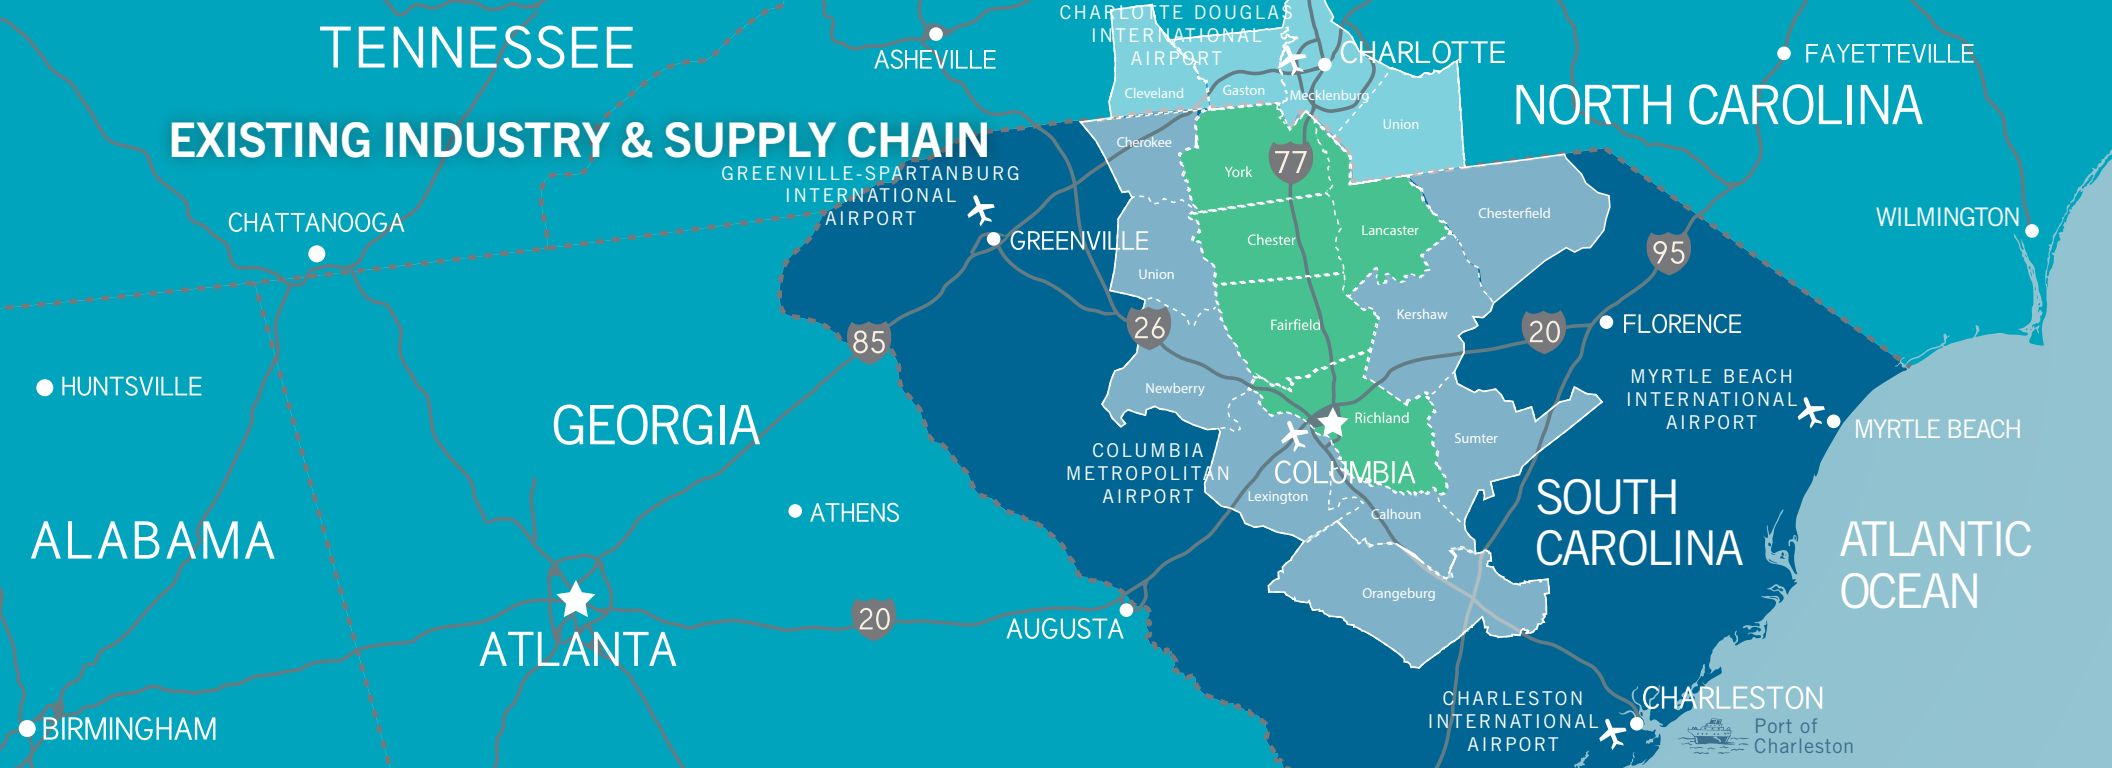 CHARLOTTE DOUGLAS
INTERNATIONAL
AIRPORT
TENNESSEE
ASHEVILLE
CHARLOTTE
FAYETTEVILLE
Cleveland
Gaston
Mecklenburg
Union
NORTH CAROLINA
EXISTING INDUSTRY & SUPPLY CHAIN
Cherokee
GREENVILLE-SPARTANBURG
INTERNATIONAL
AIRPORT
York
77
Chesterfield
CHATTANOOGA
WILMINGTON
GREENVILLE
Chester
Lancaster
95
Union
26
Fairfield
Kershaw
20
FLORENCE
85
HUNTSVILLE
Newberry
MYRTLE BEACH
INTERNATIONAL
AIRPORT
MYRTLE BEACH
GEORGIA
Richland
Sumter
COLUMBIA
METROPOLITAN
AIRPORT
COLUMBIA
Lexington
Calhoun
SOUTH
CAROLINA
ATHENS
ALABAMA
ATLANTIC
OCEAN
Orangeburg
20
AUGUSTA
ATLANTA
BIRMINGHAM
CHARLESTON
INTERNATIONAL
AIRPORT
CHARLESTON
Port of
Charleston